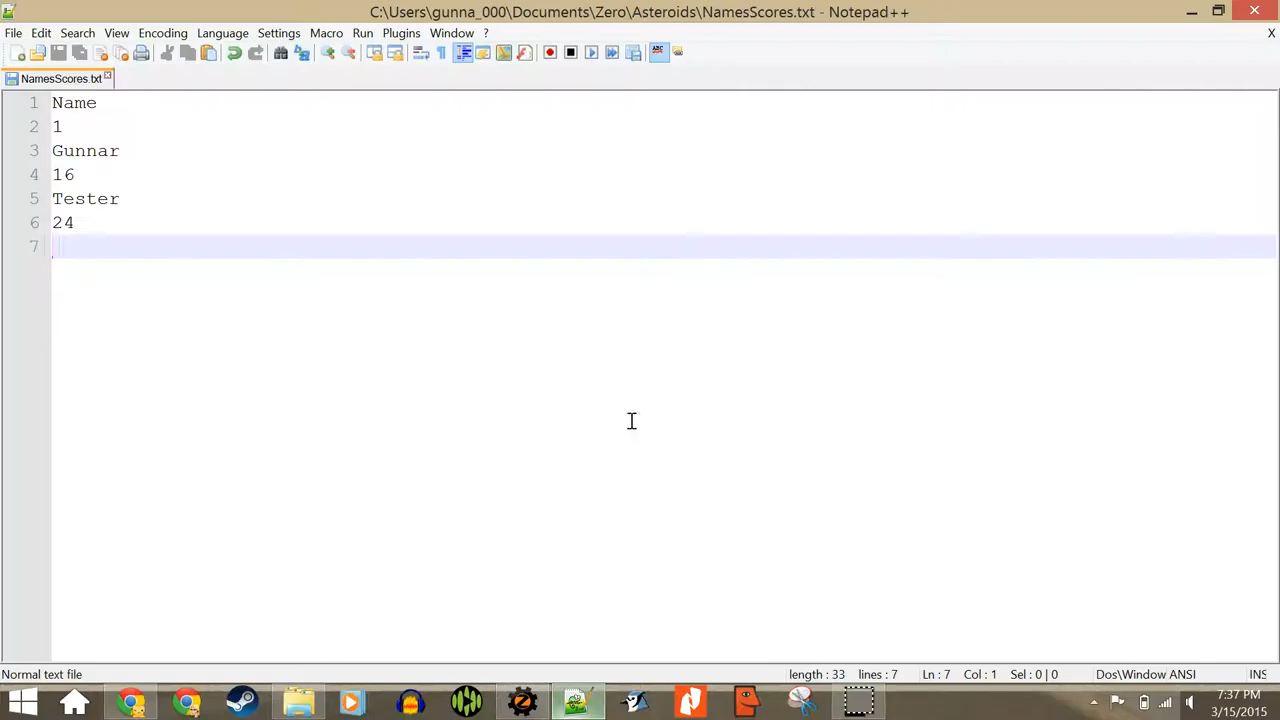 C:\Users\gunna_000\Documents\Zero\Asteroids\NamesScores.txt - Notepad++
File Edit Search View Encoding Language Settings Macro Run Plugins Window ? X
NamesScores.txt
1 Name
2 1
3 Gunnar
4 16
5 Tester
6 24
7
Normal text file length : 33 lines : 7 Ln : 7 Col : 1 Sel : 0 | 0 Dos\Window ANSI INS
7:37 PM
3/15/2015